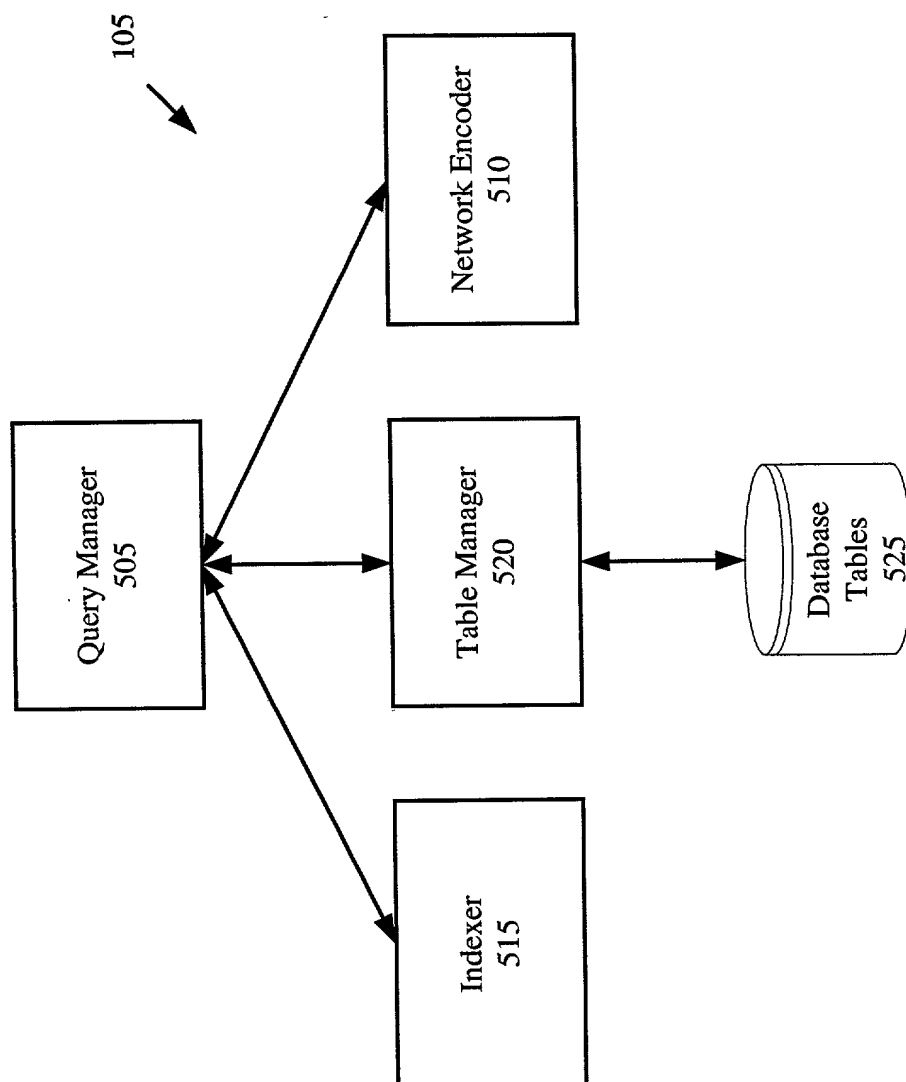 105
Query Manager
505
Indexer
515
Table Manager
520
Network Encoder
510
Database
Tables
525